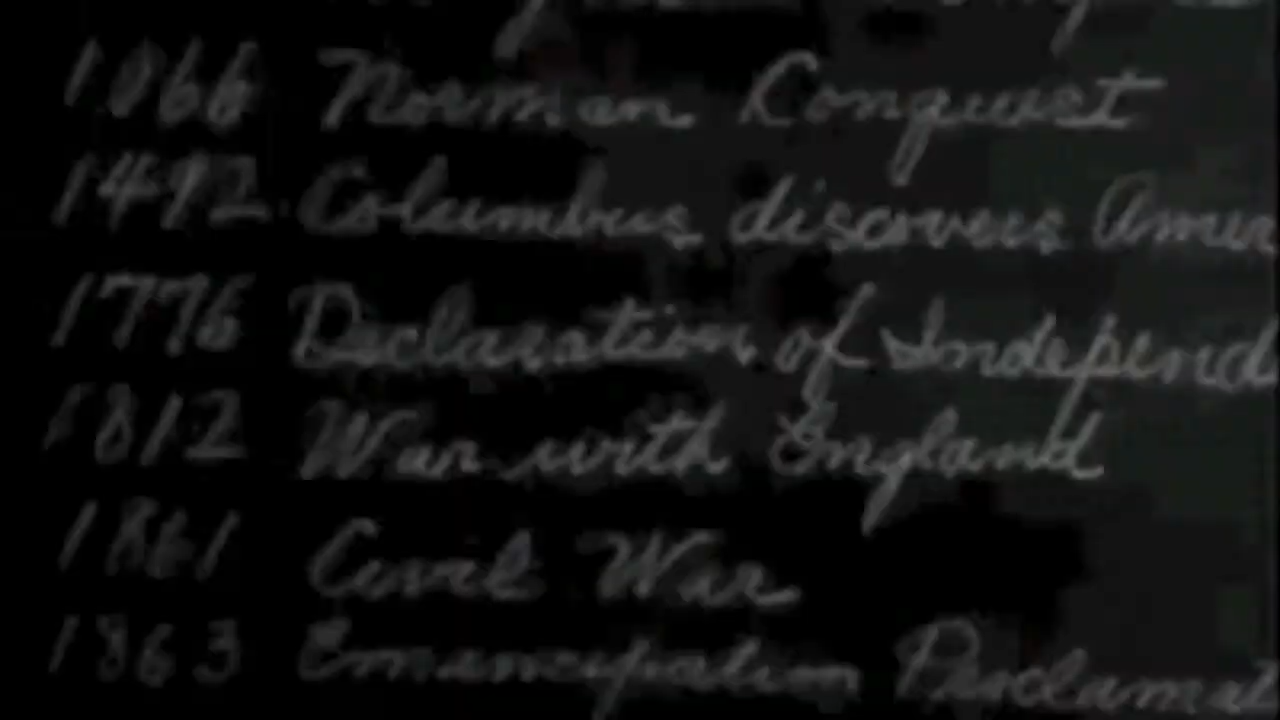 1066 Norman Conquest
1492 Columbus discovers Amer
1776 Declaration of Independ
1812 War with England
1861 Civil War
1863 Emancipation Proclamat